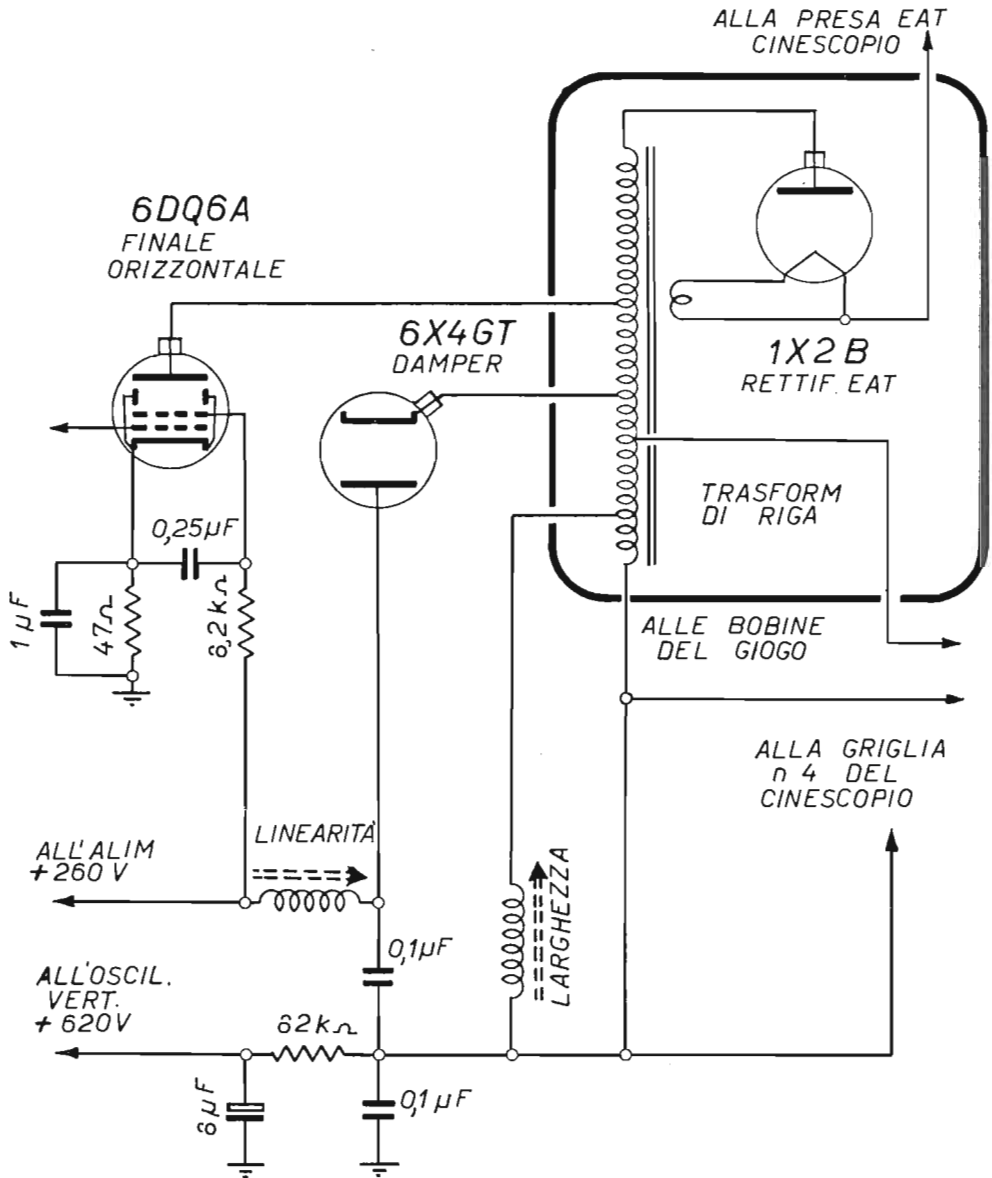 ALLA PRESA EAT
CINESCOPIO
6DQ6A
FINALE
ORIZZONTALE
6X4GT
DAMPER
1X2B
RETTIF. EAT
TRASFORM
DI RIGA
0,25µF
1µF
47Ω
8,2kΩ
ALLE BOBINE
DEL GIOGO
ALLA GRIGLIA
n 4 DEL
CINESCOPIO
LINEARITÀ
ALL'ALIM
+260 V
LARGHEZZA
0,1µF
ALL'OSCIL.
VERT.
+620V
82kΩ
8µF
0,1µF